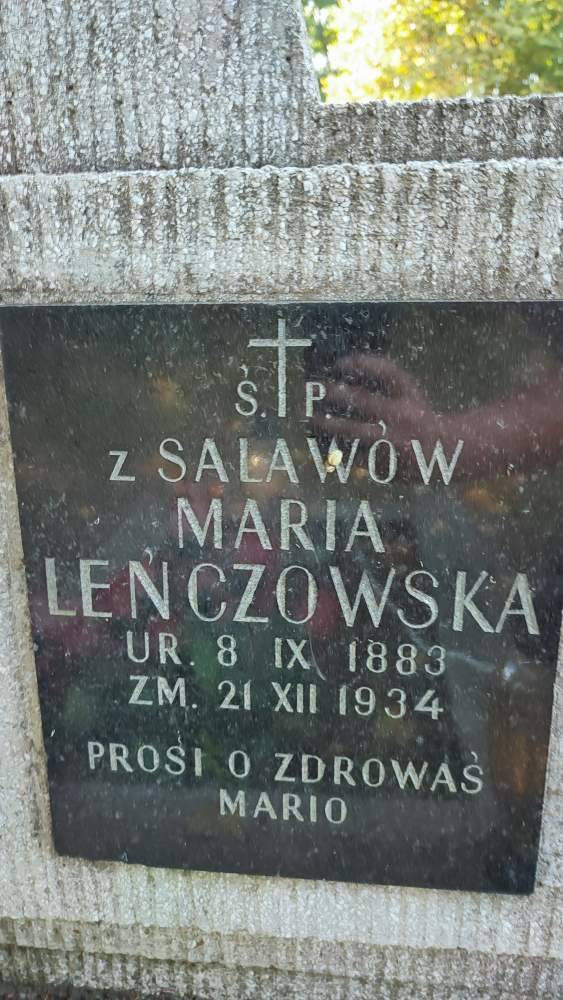 Ś. P.
z SALAWÓW
MARIA
LEŃCZOWSKA
UR. 8 IX 1883
ZM. 21 XII 1934
PROSI O ZDROWAŚ
MARIO